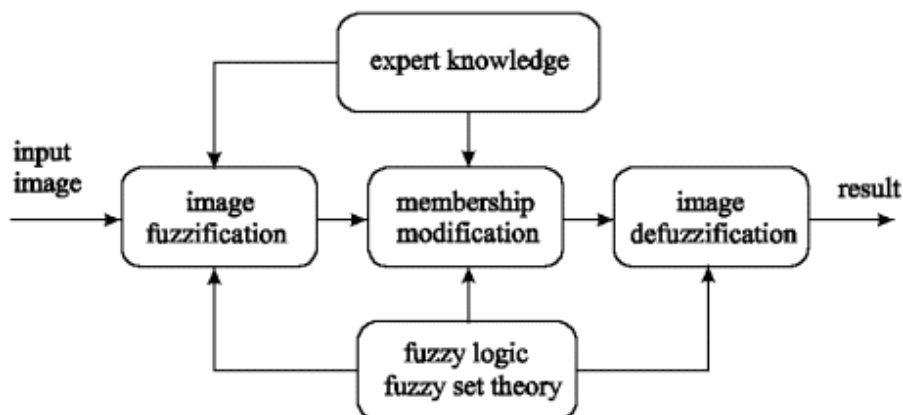 expert knowledge
input
image
image
fuzzification
membership
modification
image
defuzzification
result
fuzzy logic
fuzzy set theory